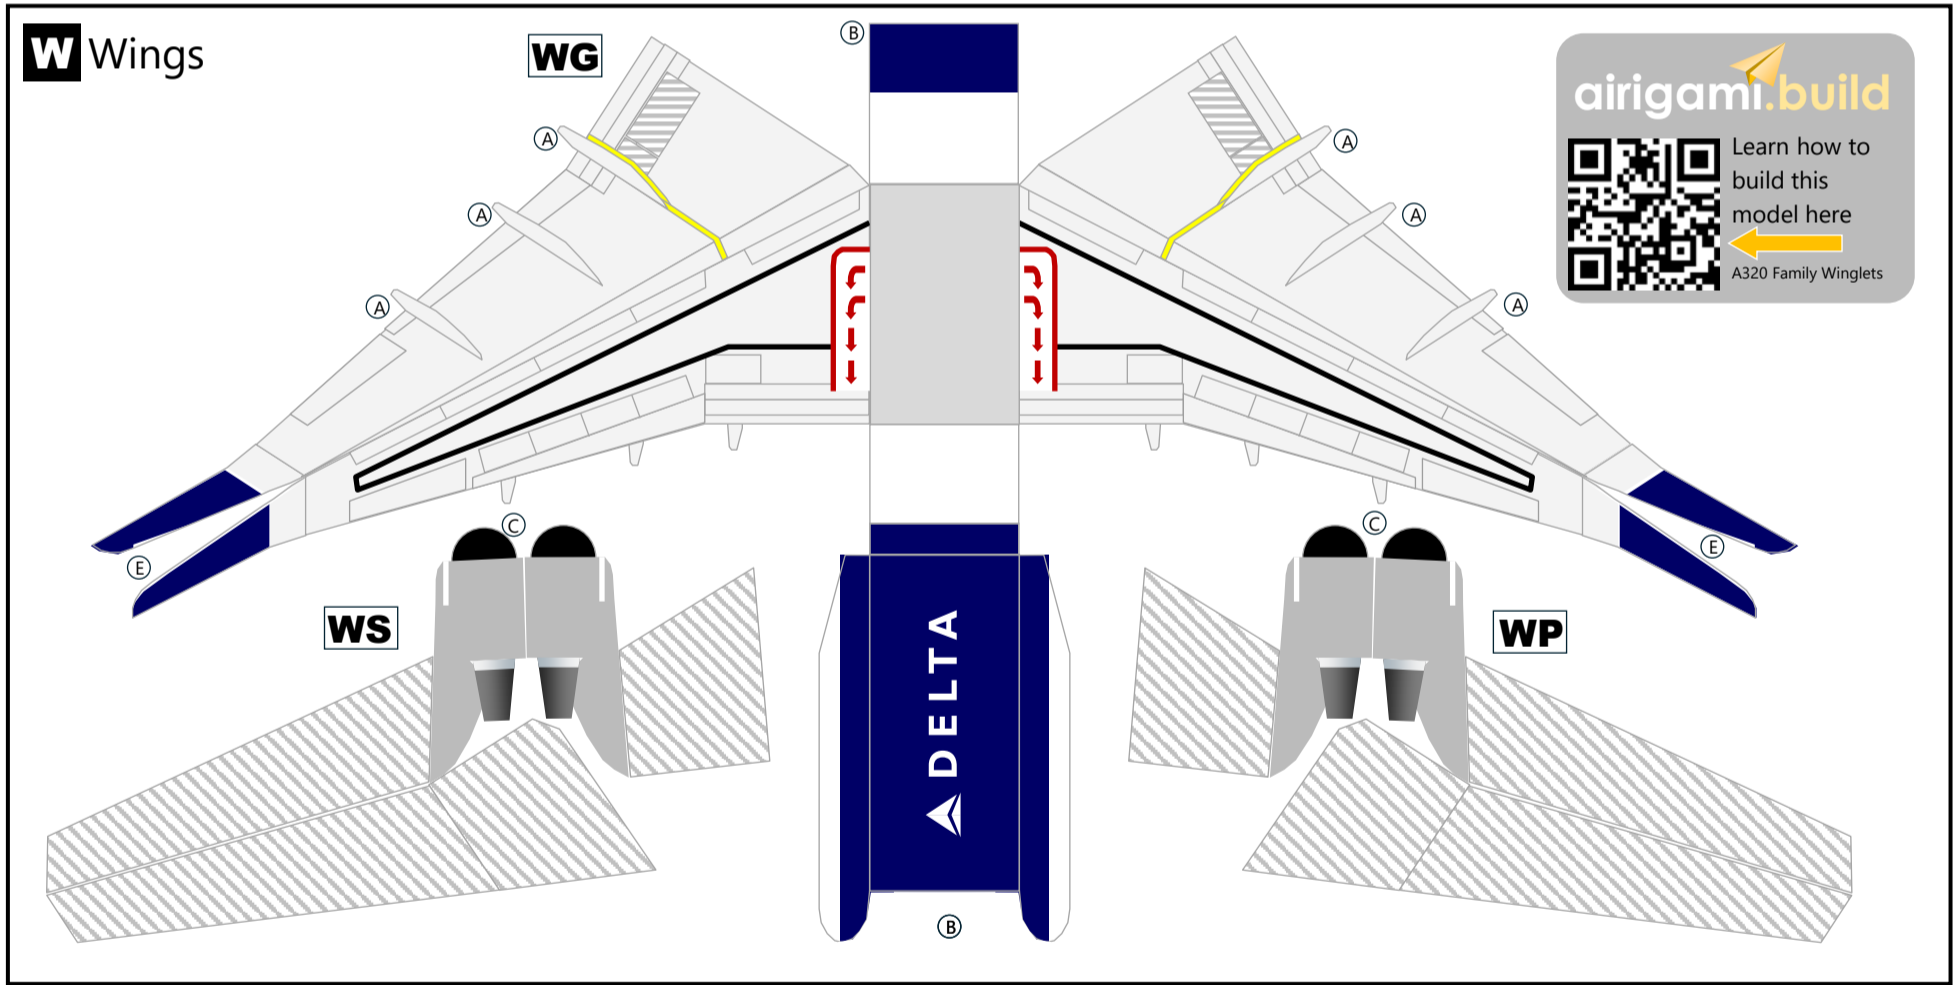 W Wings
WG
B
airigami.build
Learn how to
build this
model here
A320 Family Winglets
A
A
A
A
A
A
C
C
E
E
WS
WP
DELTA
B